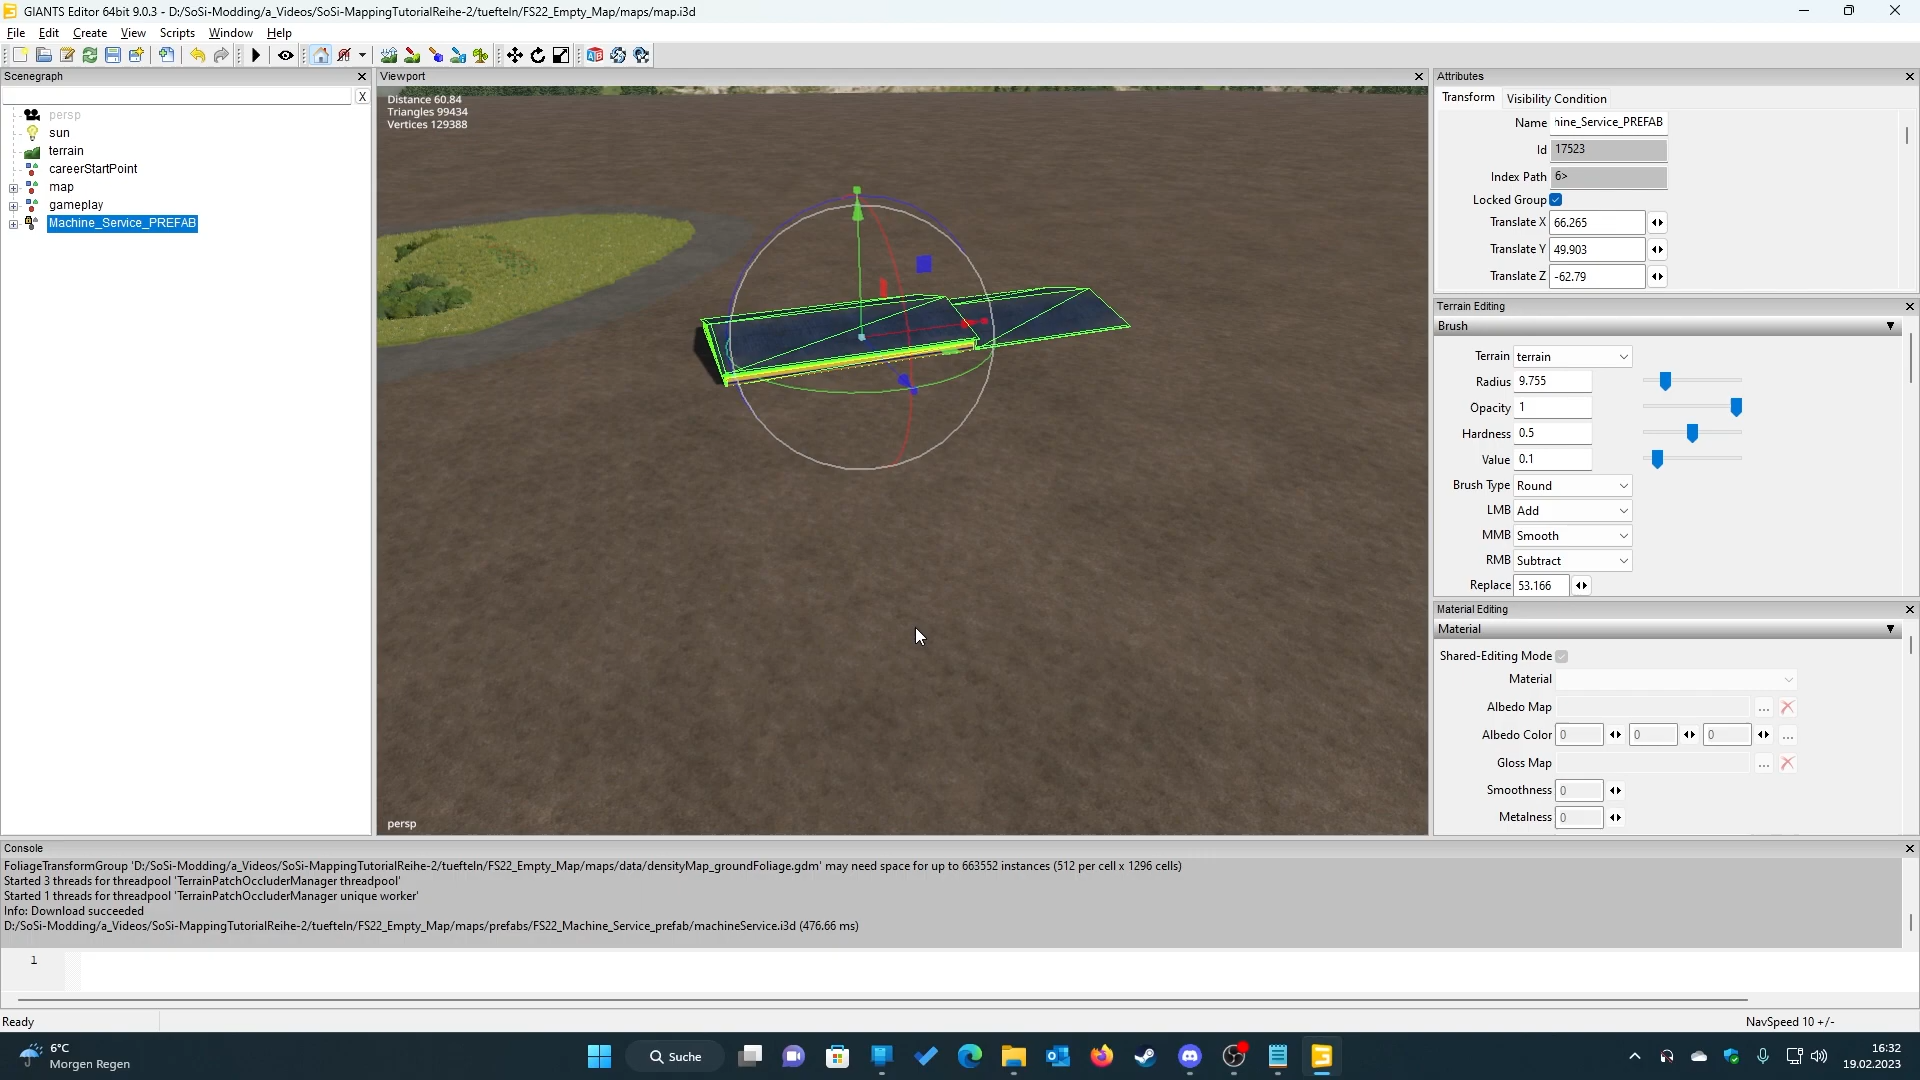 GIANTS Editor 64bit 9.0.3 - D:/SoSi-Modding/a_Videos/SoSi-MappingTutorialReihe-2/tuefteln/FS22_Empty_Map/maps/map.i3d
File Edit Create View Scripts Window Help
Scenegraph
X
persp
sun
terrain
careerStartPoint
map
gameplay
Machine_Service_PREFAB
Viewport
Distance 60.84
Triangles 99434
Vertices 129388
persp
Attributes
Transform Visibility Condition
Name hine_Service_PREFAB
Id 17523
Index Path 6>
Locked Group
Translate X 66.265
Translate Y 49.903
Translate Z -62.79
Terrain Editing
Brush
Terrain terrain
Radius 9.755
Opacity 1
Hardness 0.5
Value 0.1
Brush Type Round
LMB Add
MMB Smooth
RMB Subtract
Replace 53.166
Material Editing
Material
Shared-Editing Mode
Material
Albedo Map ...
Albedo Color 0 0 0 ...
Gloss Map ...
Smoothness 0
Metalness 0
Console
FoliageTransformGroup 'D:/SoSi-Modding/a_Videos/SoSi-MappingTutorialReihe-2/tuefteln/FS22_Empty_Map/maps/data/densityMap_groundFoliage.gdm' may need space for up to 663552 instances (512 per cell x 1296 cells)
Started 3 threads for threadpool 'TerrainPatchOccluderManager threadpool'
Started 1 threads for threadpool 'TerrainPatchOccluderManager unique worker'
Info: Download succeeded
D:/SoSi-Modding/a_Videos/SoSi-MappingTutorialReihe-2/tuefteln/FS22_Empty_Map/maps/prefabs/FS22_Machine_Service_prefab/machineService.i3d (476.66 ms)
1
Ready
NavSpeed 10 +/-
6°C
Morgen Regen
Suche
16:32
19.02.2023